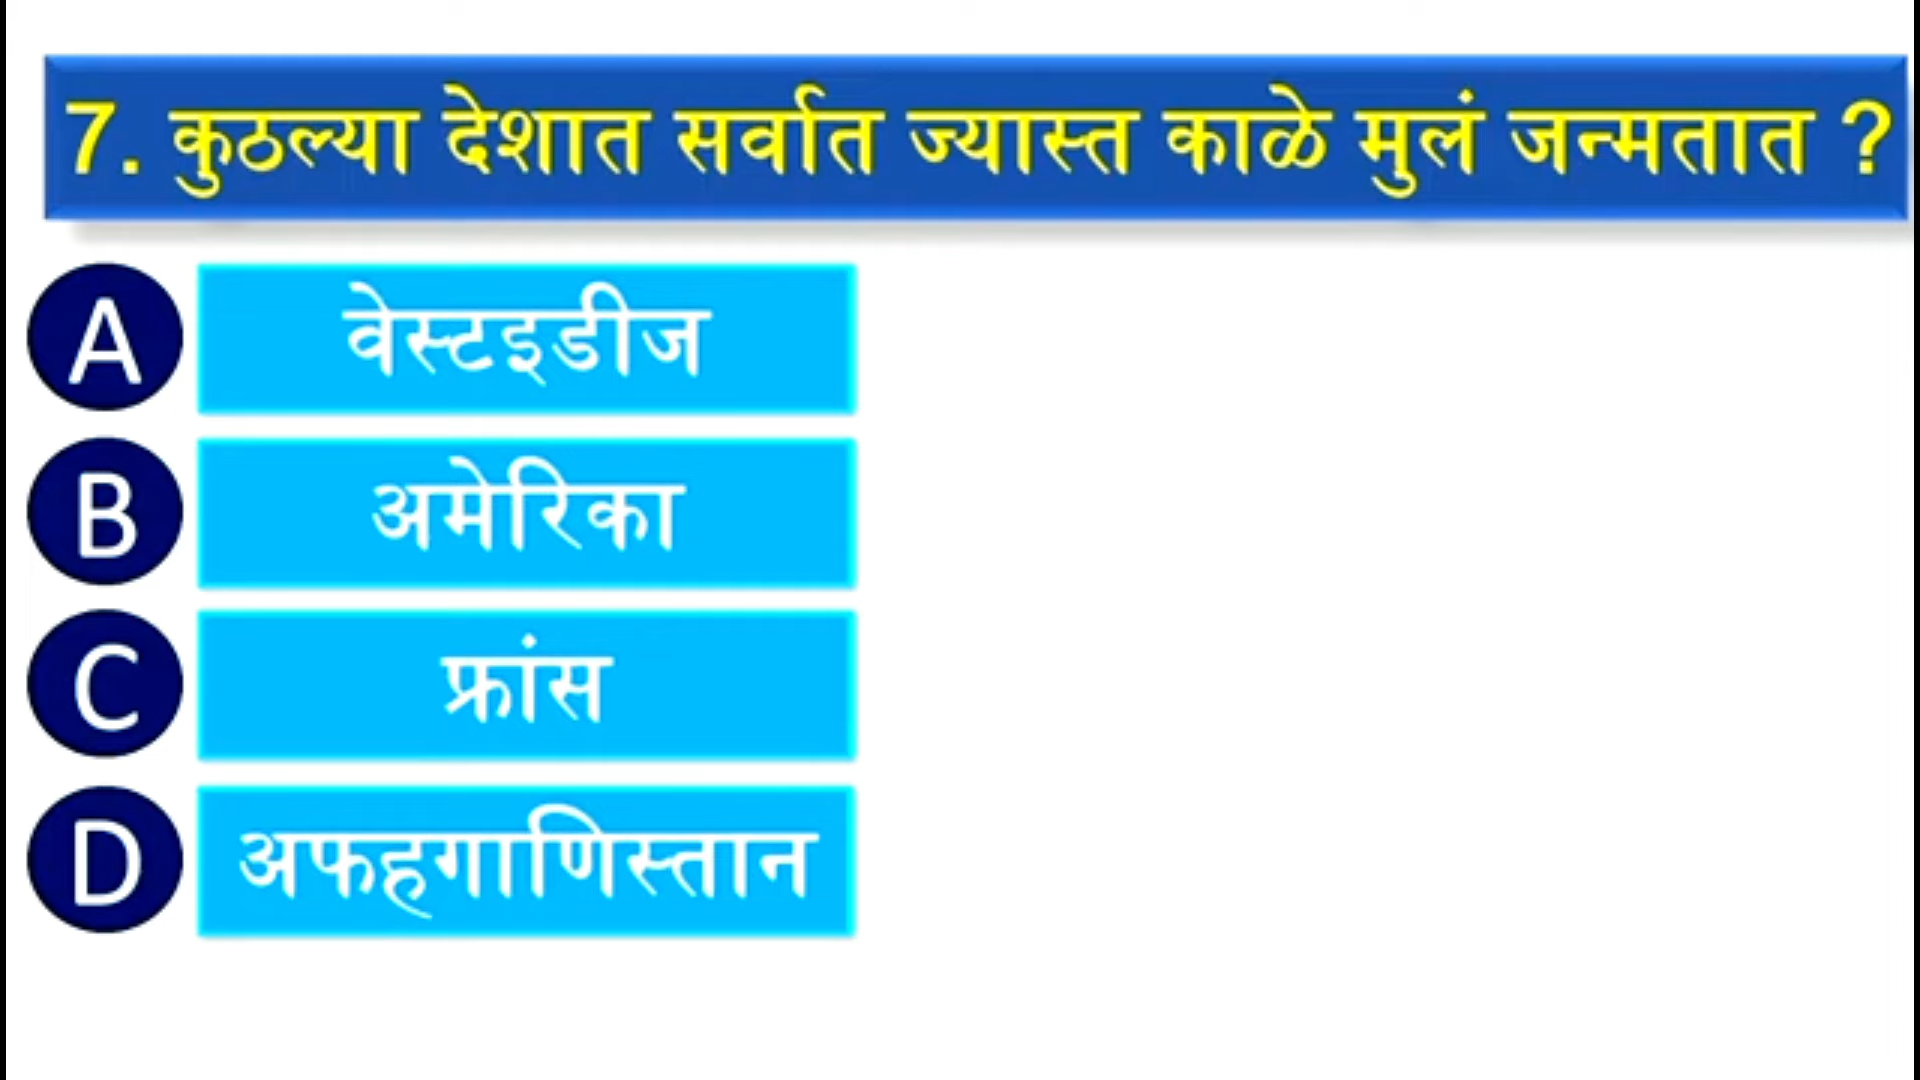 7. कुठल्या देशात सर्वात ज्यास्त काळे मुलं जन्मतात ?
A वेस्टइडीज
B अमेरिका
C फ्रांस
D अफहगाणिस्तान